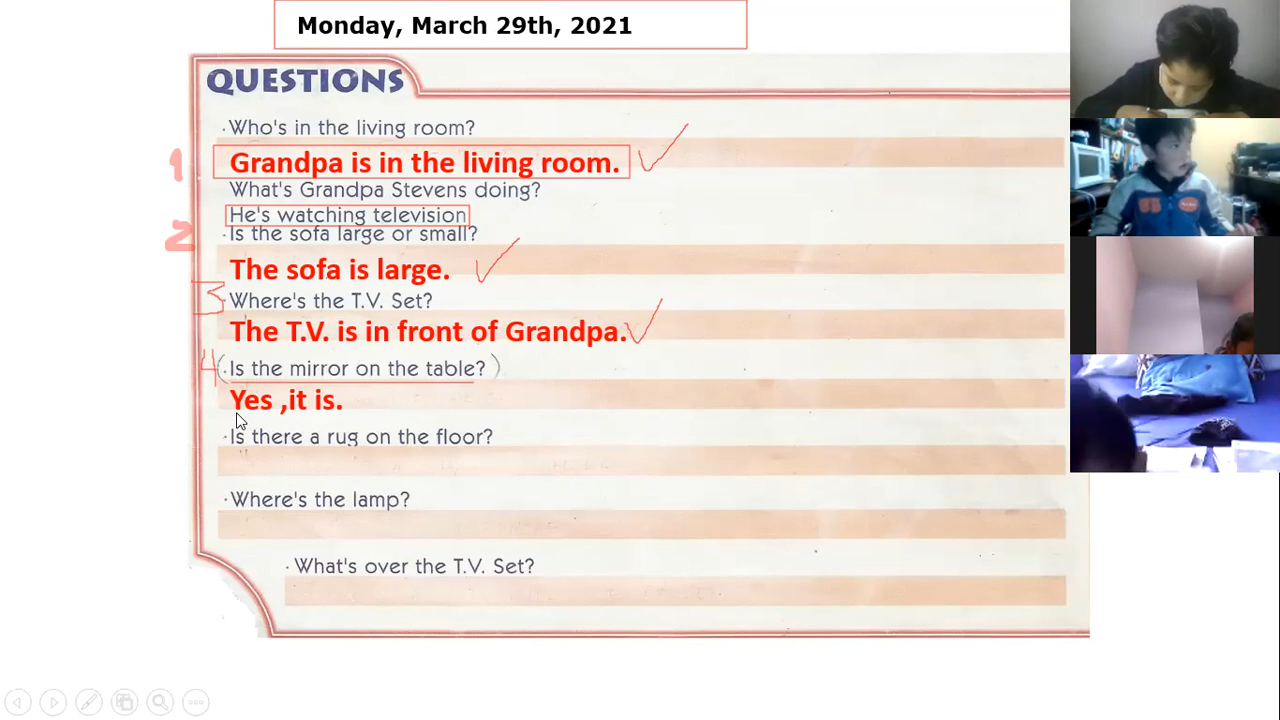 Monday, March 29th, 2021
QUESTIONS
· Who's in the living room?
1 Grandpa is in the living room.
What's Grandpa Stevens doing?
He's watching television
2 · Is the sofa large or small?
The sofa is large.
3 · Where's the T.V. Set?
The T.V. is in front of Grandpa.
4 (· Is the mirror on the table?)
Yes ,it is.
· Is there a rug on the floor?
· Where's the lamp?
· What's over the T.V. Set?